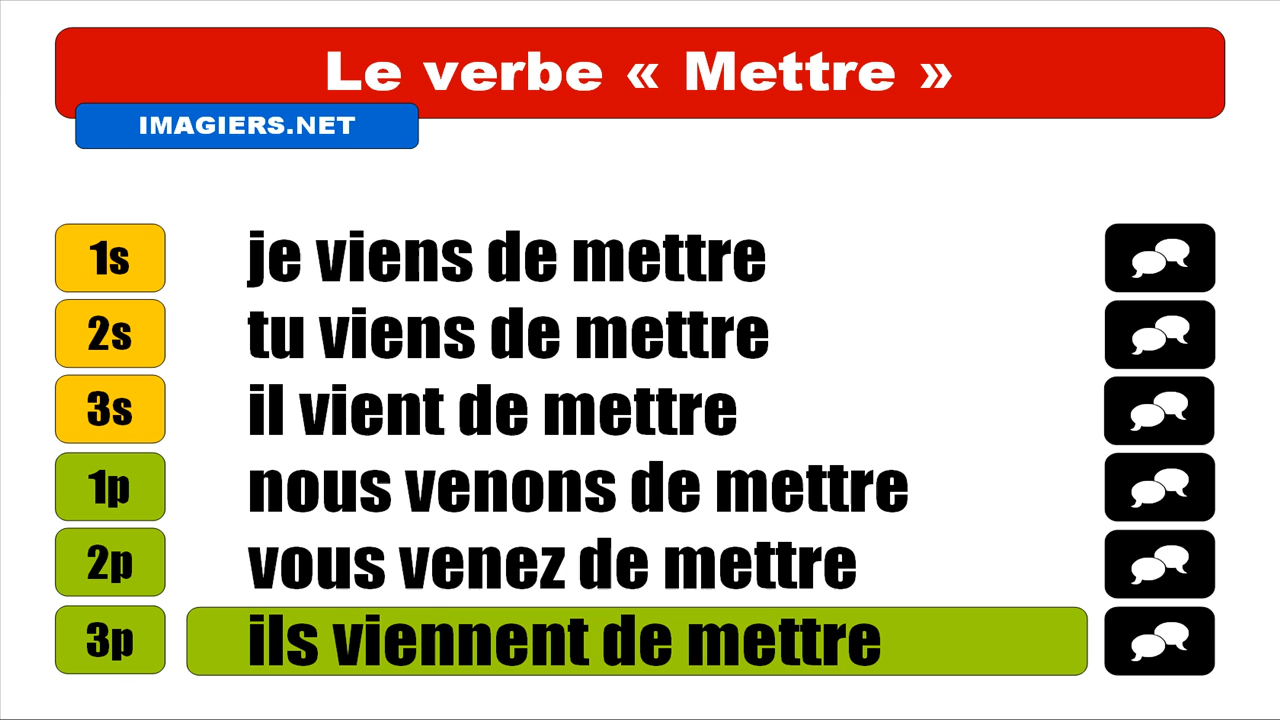 Le verbe « Mettre »
IMAGIERS.NET
1s je viens de mettre
2s tu viens de mettre
3s il vient de mettre
1p nous venons de mettre
2p vous venez de mettre
3p ils viennent de mettre